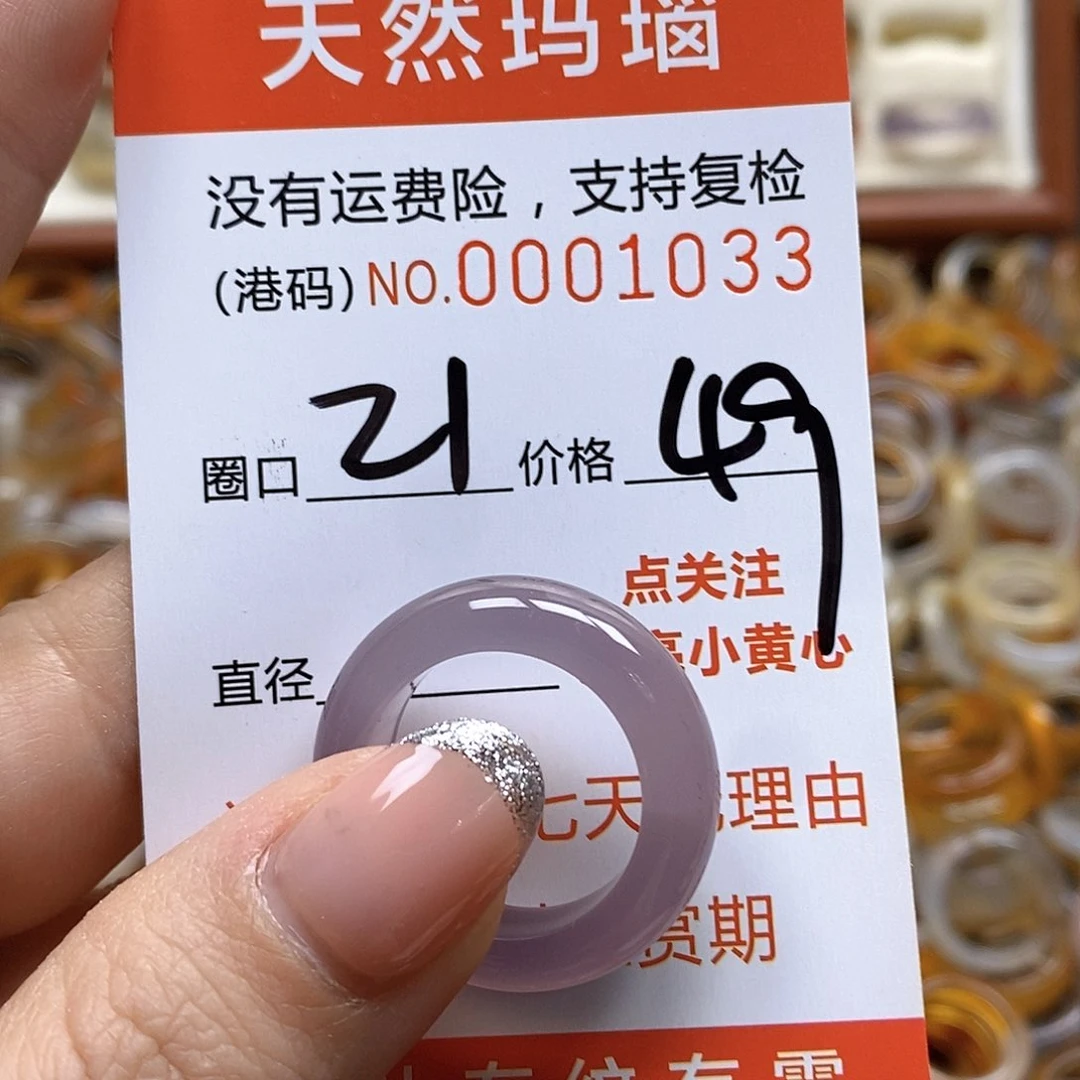 天然玛瑙
没有运费险，支持复检
(港码) NO.0001033
圈口 21 价格 49
点关注
小黄心
直径
七天 理由
赏期